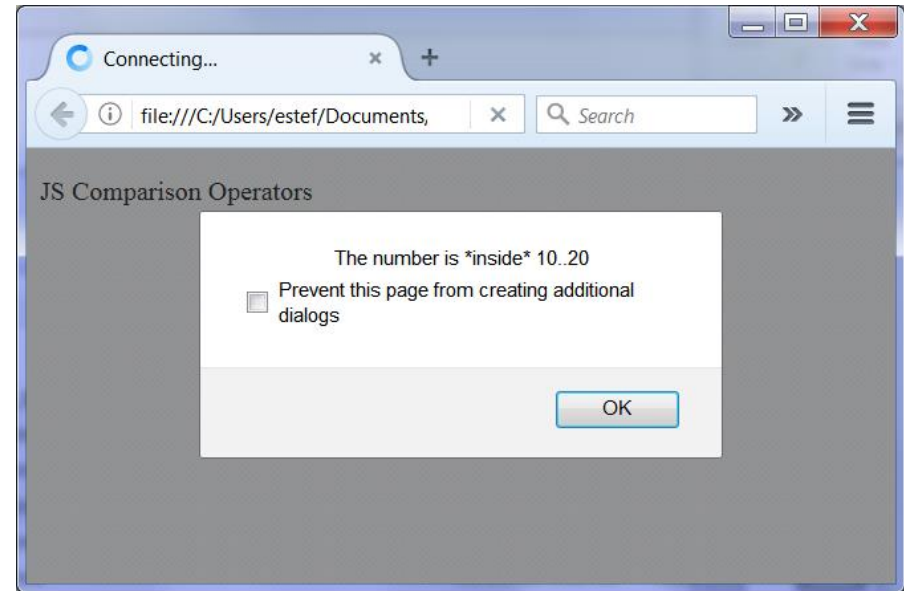 Connecting...
file:///C:/Users/estef/Documents,
Search
JS Comparison Operators
The number is *inside* 10..20
Prevent this page from creating additional
dialogs
OK